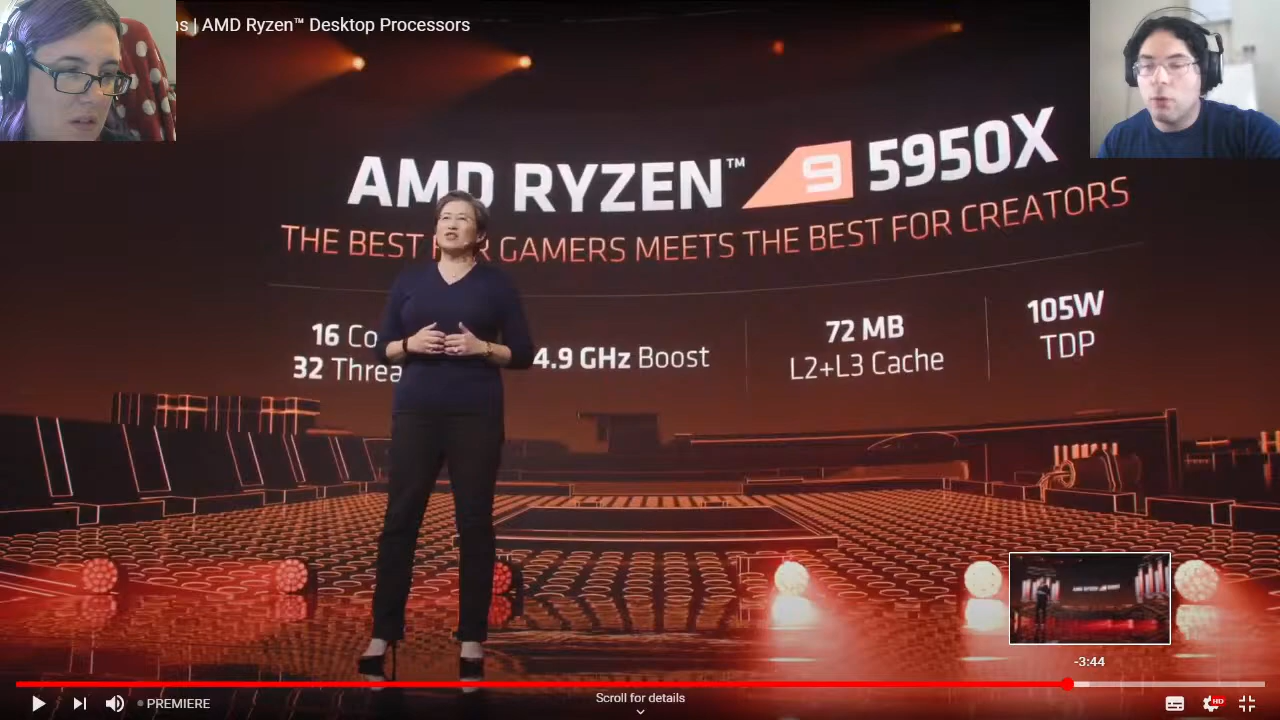 | AMD Ryzen™ Desktop Processors
AMD RYZEN™ 9 5950X
THE BEST GAMERS MEETS THE BEST FOR CREATORS
16
32
4.9 GHz Boost
72 MB
L2+L3 Cache
105W
TDP
-3:44
PREMIERE
Scroll for details
HD